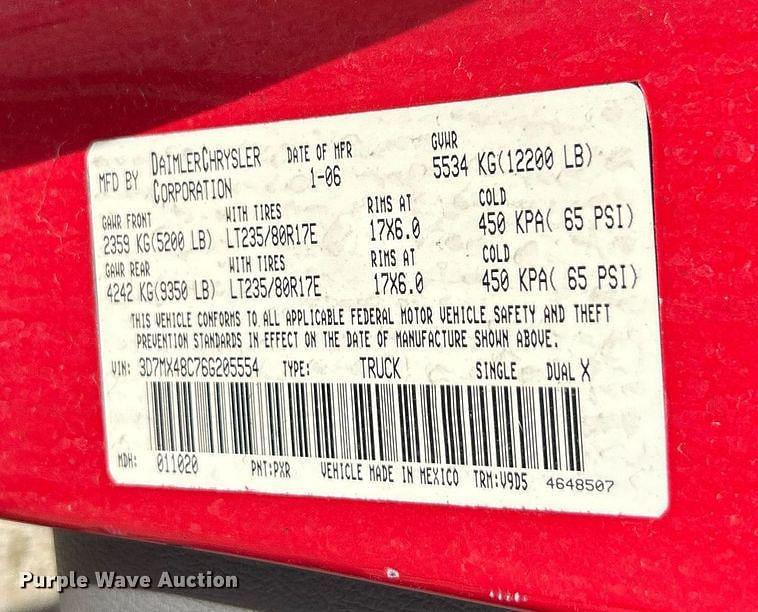 MFD BY DAIMLERCHRYSLER CORPORATION DATE OF MFR 1-06 GVWR 5534 KG(12200 LB)
GAWR FRONT WITH TIRES RIMS AT COLD
2359 KG(5200 LB) LT235/80R17E 17X6.0 450 KPA( 65 PSI)
GAWR REAR WITH TIRES RIMS AT COLD
4242 KG(9350 LB) LT235/80R17E 17X6.0 450 KPA( 65 PSI)
THIS VEHICLE CONFORMS TO ALL APPLICABLE FEDERAL MOTOR VEHICLE SAFETY AND THEFT
PREVENTION STANDARDS IN EFFECT ON THE DATE OF MANUFACTURE SHOWN ABOVE.
VIN: 3D7MX48C76G205554 TYPE: TRUCK SINGLE DUAL X
MDH: 011020 PNT:PXR VEHICLE MADE IN MEXICO TRM:V9D5 4648507
Purple Wave Auction